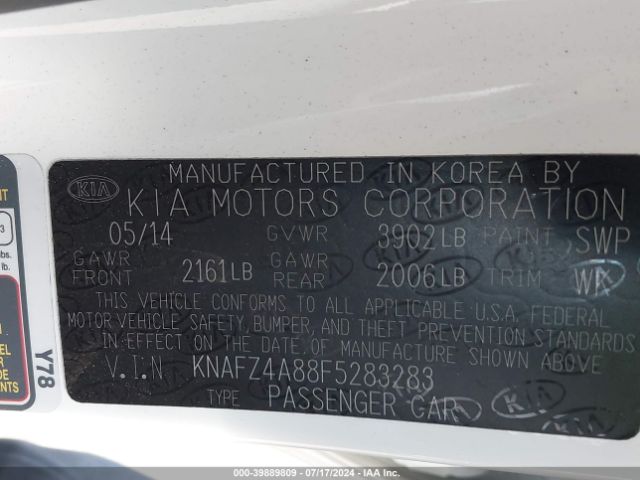 MANUFACTURED IN KOREA BY
KIA KIA MOTORS CORPORATION
05/14 GVWR 3902 LB PAINT SWP
GAWR FRONT 2161LB GAWR REAR 2006 LB TRIM WK
THIS VEHICLE CONFORMS TO ALL APPLICABLE U.S.A. FEDERAL
MOTOR VEHICLE SAFETY, BUMPER, AND THEFT PREVENTION STANDARDS
IN EFFECT ON THE DATE OF MANUFACTURE SHOWN ABOVE
V.I.N KNAFZ4A88F5283283
TYPE PASSENGER CAR
Y78
000-39889809 07/17/2024 IAA Inc.